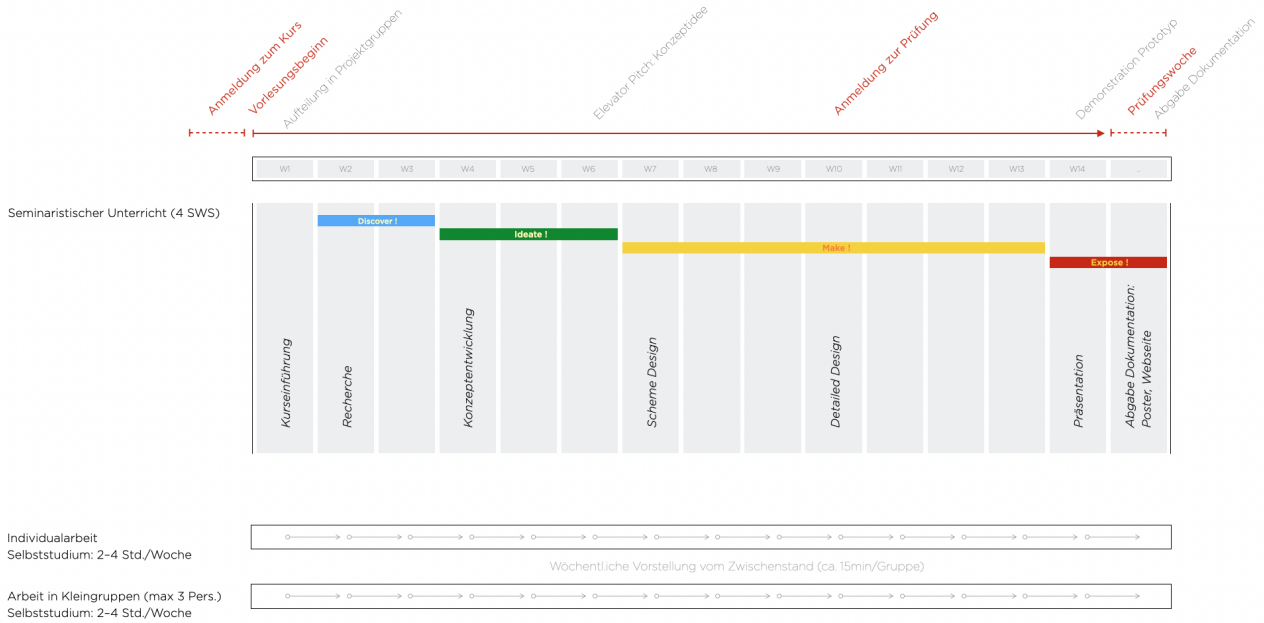 Anmeldung zum Kurs
Vorlesungsbeginn
Aufteilung in Projektgruppen
Elevator Pitch: Konzeptidee
Anmeldung zur Prüfung
Demonstration Prototyp
Prüfungswoche
Abgabe Dokumentation
W1 W2 W3 W4 W5 W6 W7 W8 W9 W10 W11 W12 W13 W14 ..
Seminaristischer Unterricht (4 SWS)
Discover !
Ideate !
Make !
Expose !
Kurseinführung
Recherche
Konzeptentwicklung
Scheme Design
Detailed Design
Präsentation
Abgabe Dokumentation:
Poster, Webseite
Individualarbeit
Selbststudium: 2–4 Std./Woche
Wöchentliche Vorstellung vom Zwischenstand (ca. 15min/Gruppe)
Arbeit in Kleingruppen (max 3 Pers.)
Selbststudium: 2–4 Std./Woche